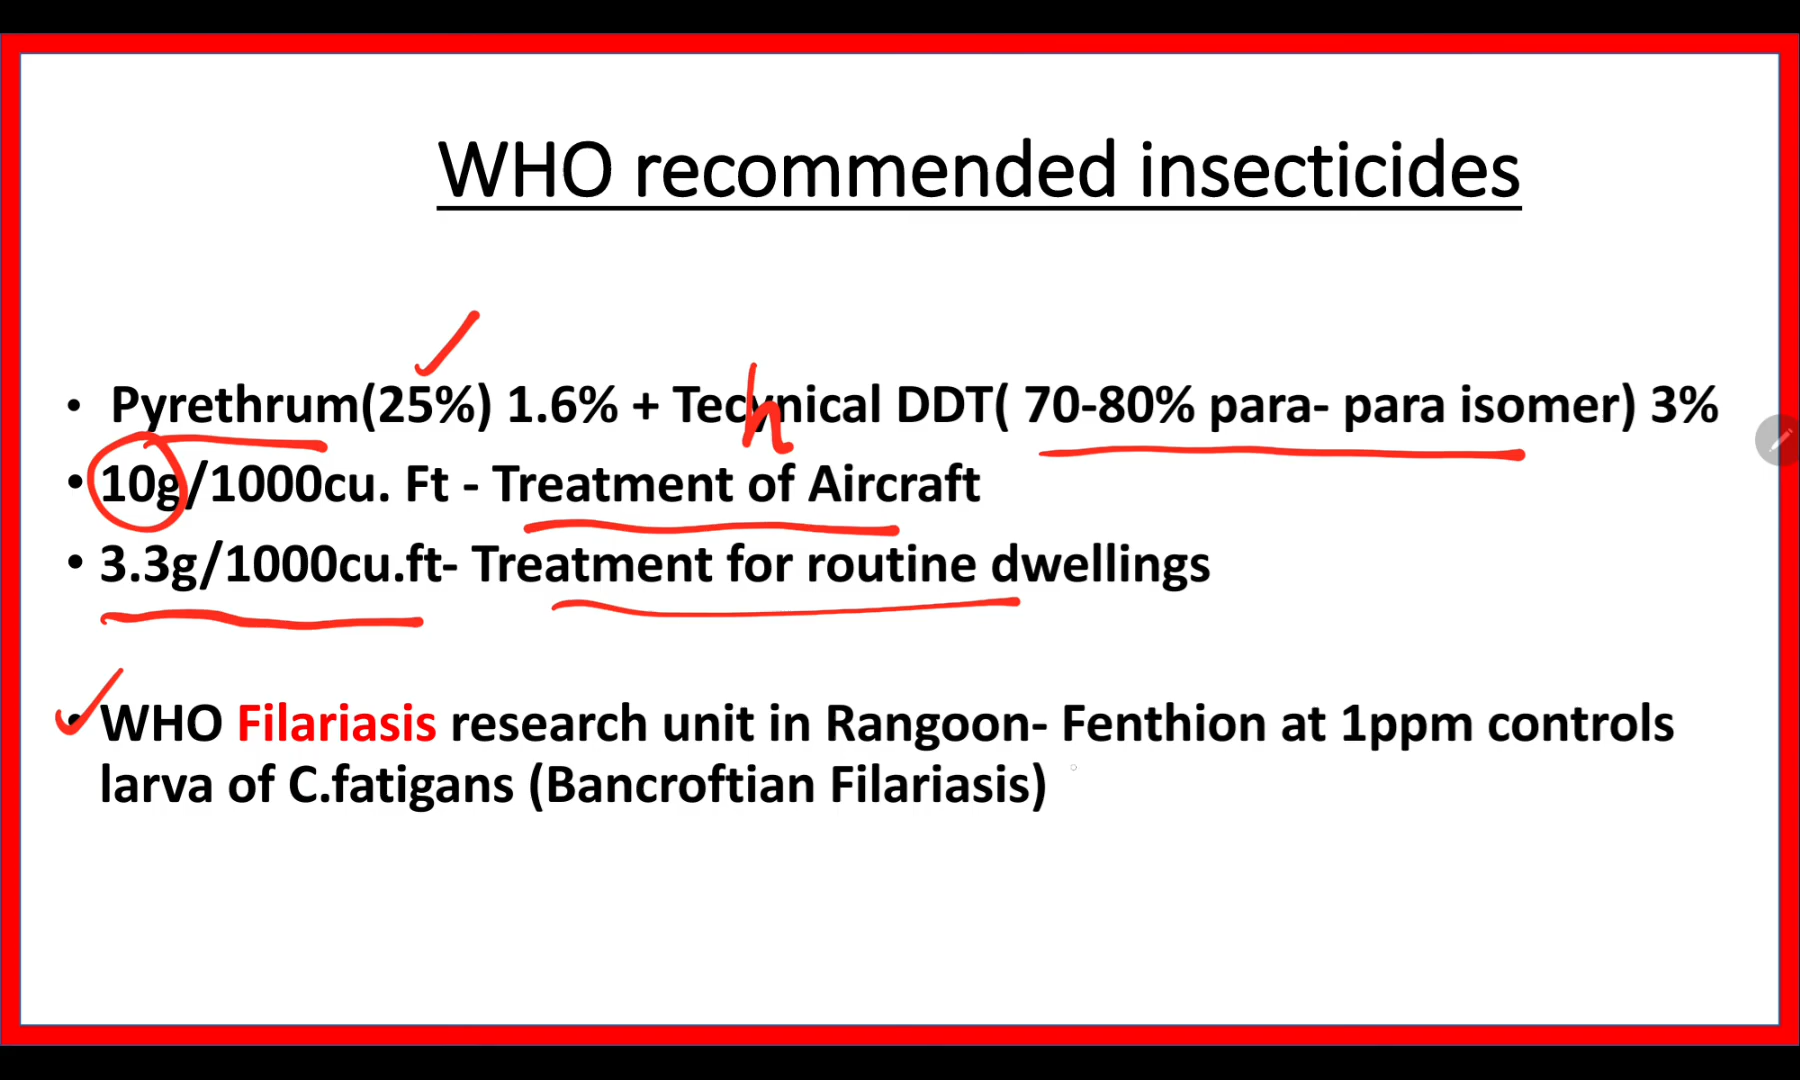 WHO recommended insecticides
• Pyrethrum(25%) 1.6% + Technical DDT( 70-80% para- para isomer) 3%
• 10g/1000cu. Ft - Treatment of Aircraft
• 3.3g/1000cu.ft- Treatment for routine dwellings
• WHO Filariasis research unit in Rangoon- Fenthion at 1ppm controls
larva of C.fatigans (Bancroftian Filariasis)